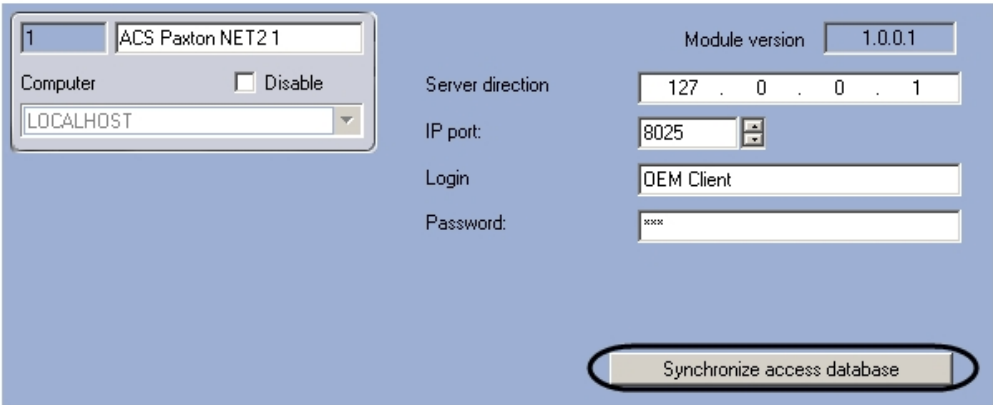 1 ACS Paxton NET2 1
Computer Disable
LOCALHOST
Module version 1.0.0.1
Server direction 127 . 0 . 0 . 1
IP port: 8025
Login OEM Client
Password: ***
Synchronize access database